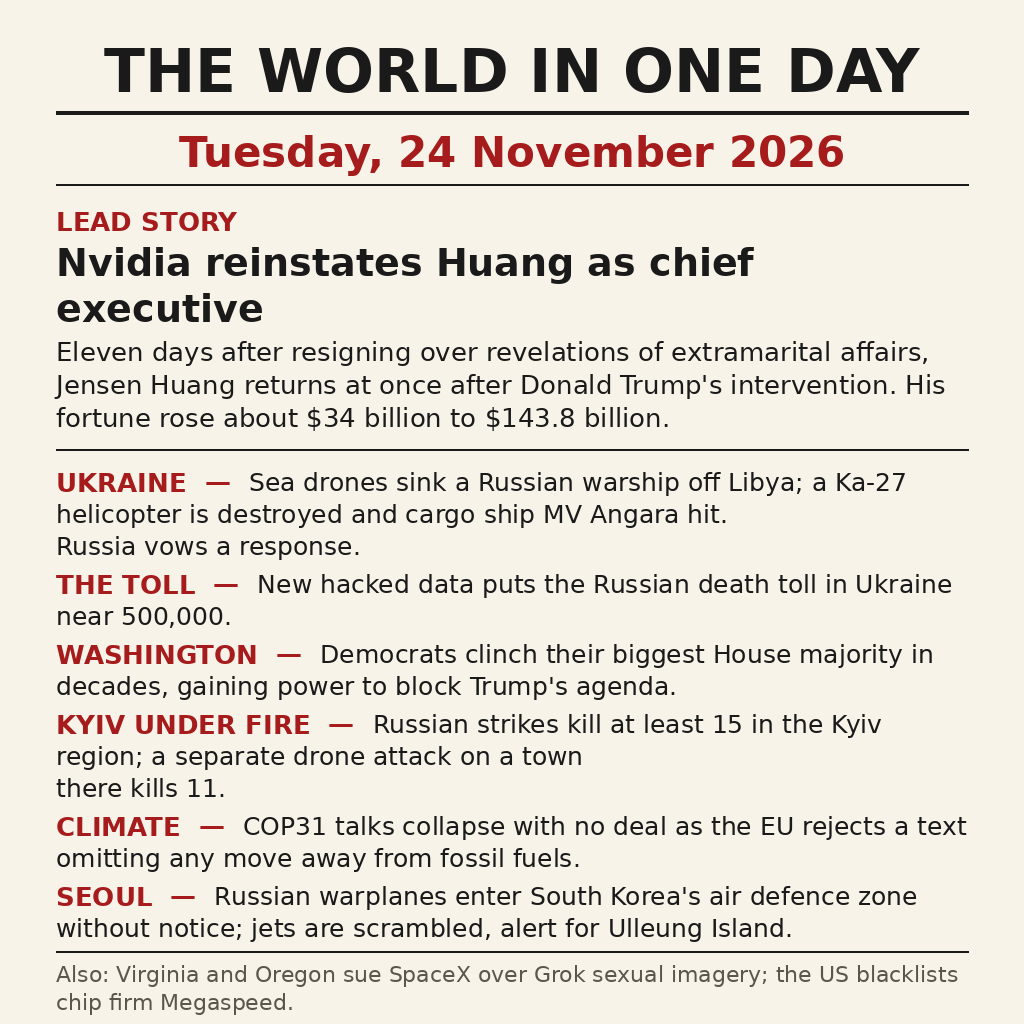 THE WORLD IN ONE DAY
Tuesday, 24 November 2026
LEAD STORY
Nvidia reinstates Huang as chief
executive
Eleven days after resigning over revelations of extramarital affairs,
Jensen Huang returns at once after Donald Trump's intervention. His
fortune rose about $34 billion to $143.8 billion.
UKRAINE — Sea drones sink a Russian warship off Libya; a Ka-27
helicopter is destroyed and cargo ship MV Angara hit.
Russia vows a response.
THE TOLL — New hacked data puts the Russian death toll in Ukraine
near 500,000.
WASHINGTON — Democrats clinch their biggest House majority in
decades, gaining power to block Trump's agenda.
KYIV UNDER FIRE — Russian strikes kill at least 15 in the Kyiv
region; a separate drone attack on a town
there kills 11.
CLIMATE — COP31 talks collapse with no deal as the EU rejects a text
omitting any move away from fossil fuels.
SEOUL — Russian warplanes enter South Korea's air defence zone
without notice; jets are scrambled, alert for Ulleung Island.
Also: Virginia and Oregon sue SpaceX over Grok sexual imagery; the US blacklists
chip firm Megaspeed.